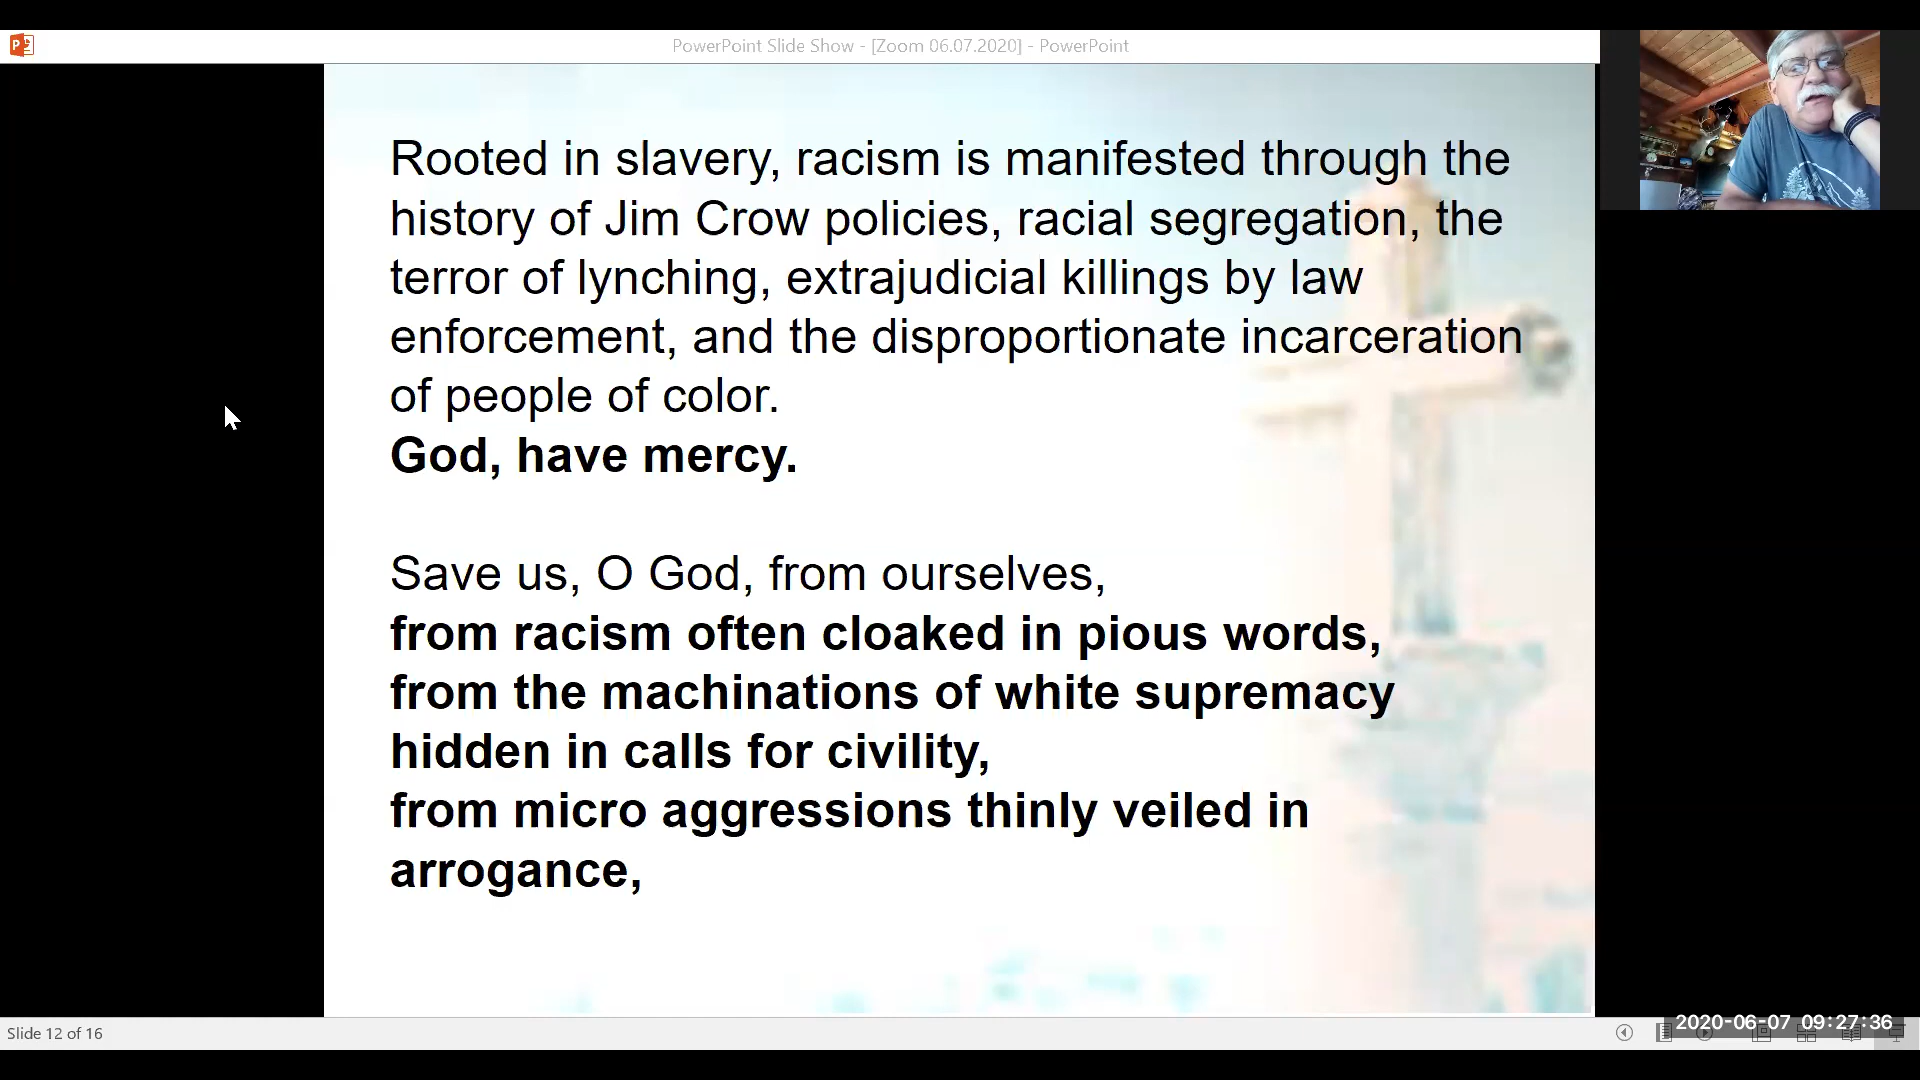 PowerPoint Slide Show - [Zoom 06.07.2020] - PowerPoint
Rooted in slavery, racism is manifested through the
history of Jim Crow policies, racial segregation, the
terror of lynching, extrajudicial killings by law
enforcement, and the disproportionate incarceration
of people of color.
God, have mercy.
Save us, O God, from ourselves,
from racism often cloaked in pious words,
from the machinations of white supremacy
hidden in calls for civility,
from micro aggressions thinly veiled in
arrogance,
Slide 12 of 16
2020-06-07 09:27:36